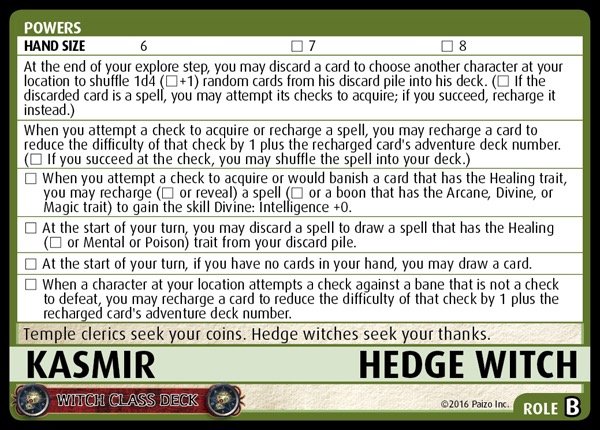 POWERS
HAND SIZE 6 ☐ 7 ☐ 8
At the end of your explore step, you may discard a card to choose another character at your
location to shuffle 1d4 (☐+1) random cards from his discard pile into his deck. (☐ If the
discarded card is a spell, you may attempt its checks to acquire; if you succeed, recharge it
instead.)
When you attempt a check to acquire or recharge a spell, you may recharge a card to
reduce the difficulty of that check by 1 plus the recharged card's adventure deck number.
(☐ If you succeed at the check, you may shuffle the spell into your deck.)
☐ When you attempt a check to acquire or would banish a card that has the Healing trait,
you may recharge (☐ or reveal) a spell (☐ or a boon that has the Arcane, Divine, or
Magic trait) to gain the skill Divine: Intelligence +0.
☐ At the start of your turn, you may discard a spell to draw a spell that has the Healing
(☐ or Mental or Poison) trait from your discard pile.
☐ At the start of your turn, if you have no cards in your hand, you may draw a card.
☐ When a character at your location attempts a check against a bane that is not a check
to defeat, you may recharge a card to reduce the difficulty of that check by 1 plus the
recharged card's adventure deck number.
Temple clerics seek your coins. Hedge witches seek your thanks.
KASMIR HEDGE WITCH
WITCH CLASS DECK
©2016 Paizo Inc. ROLE B